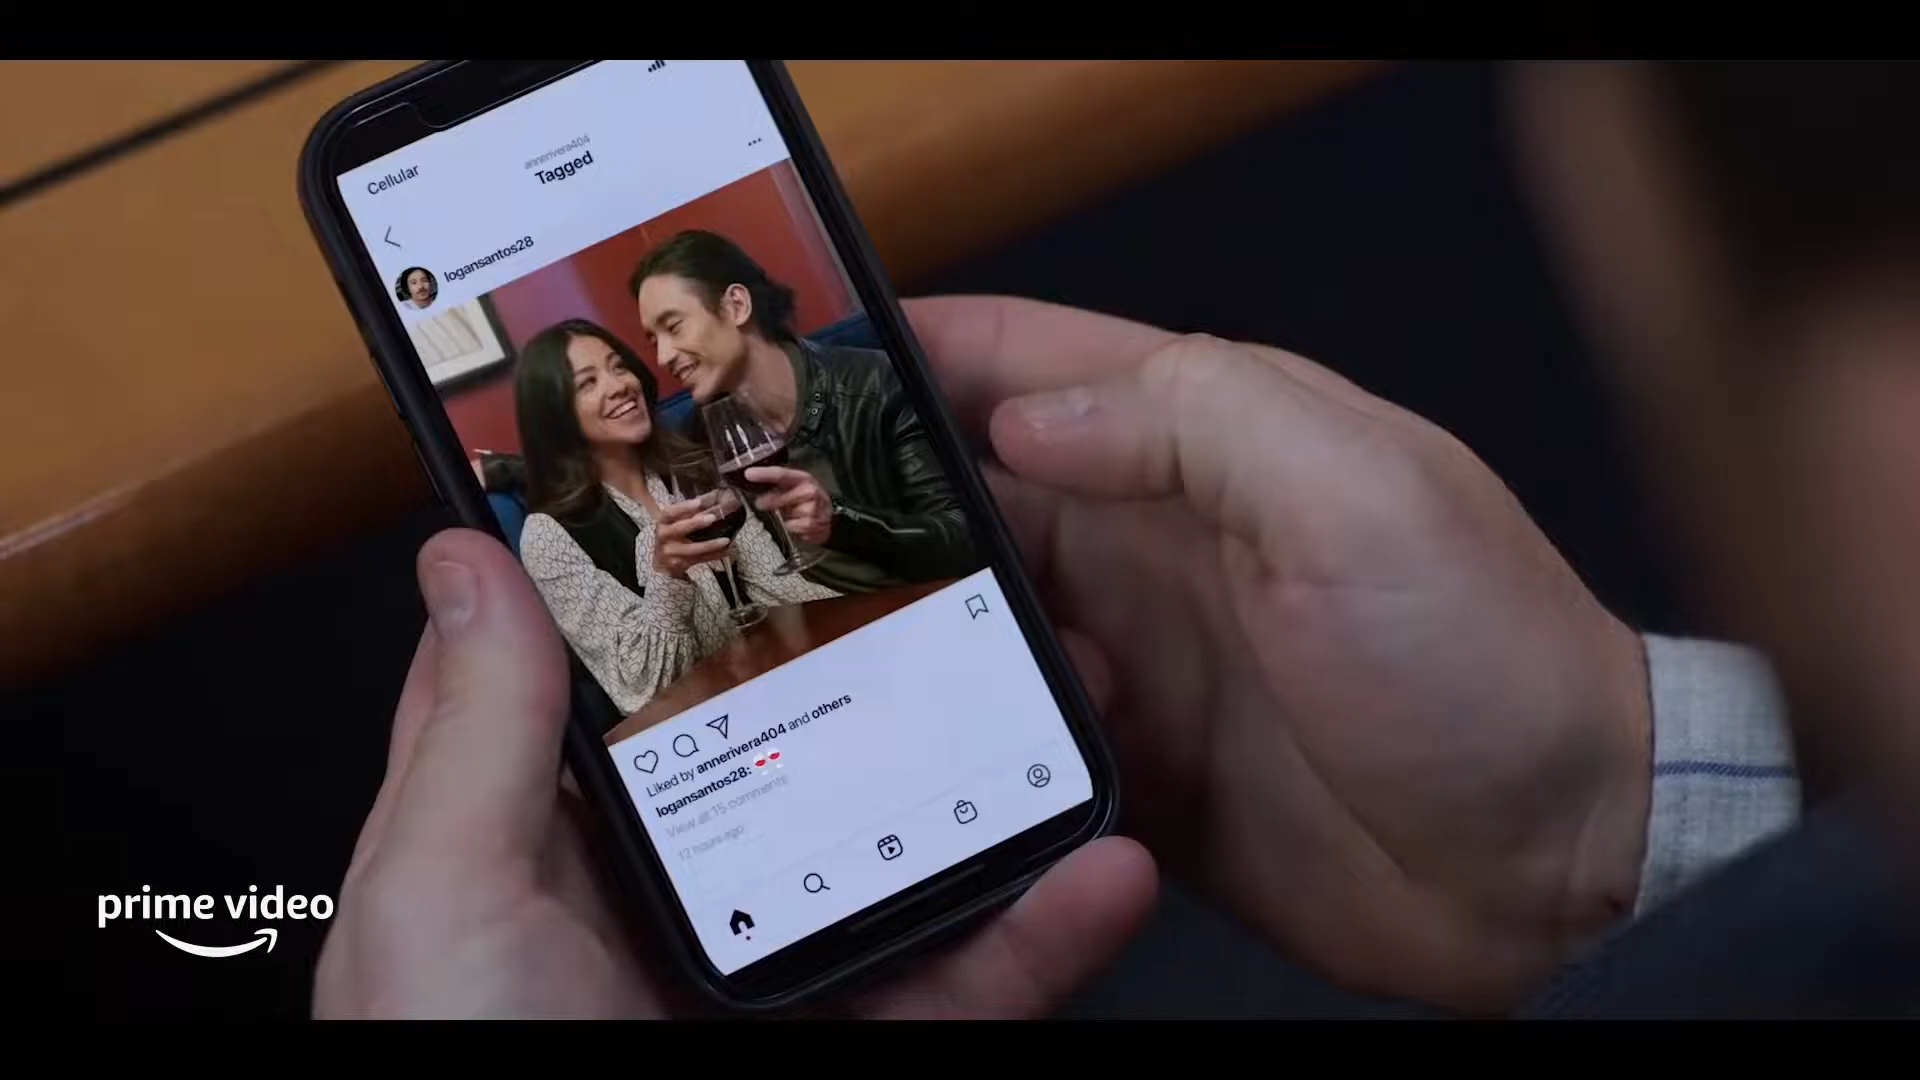 Cellular
annerivera404
Tagged
logansantos28
Liked by annerivera404 and others
logansantos28:
View all 15 comments
12 hours ago
prime video